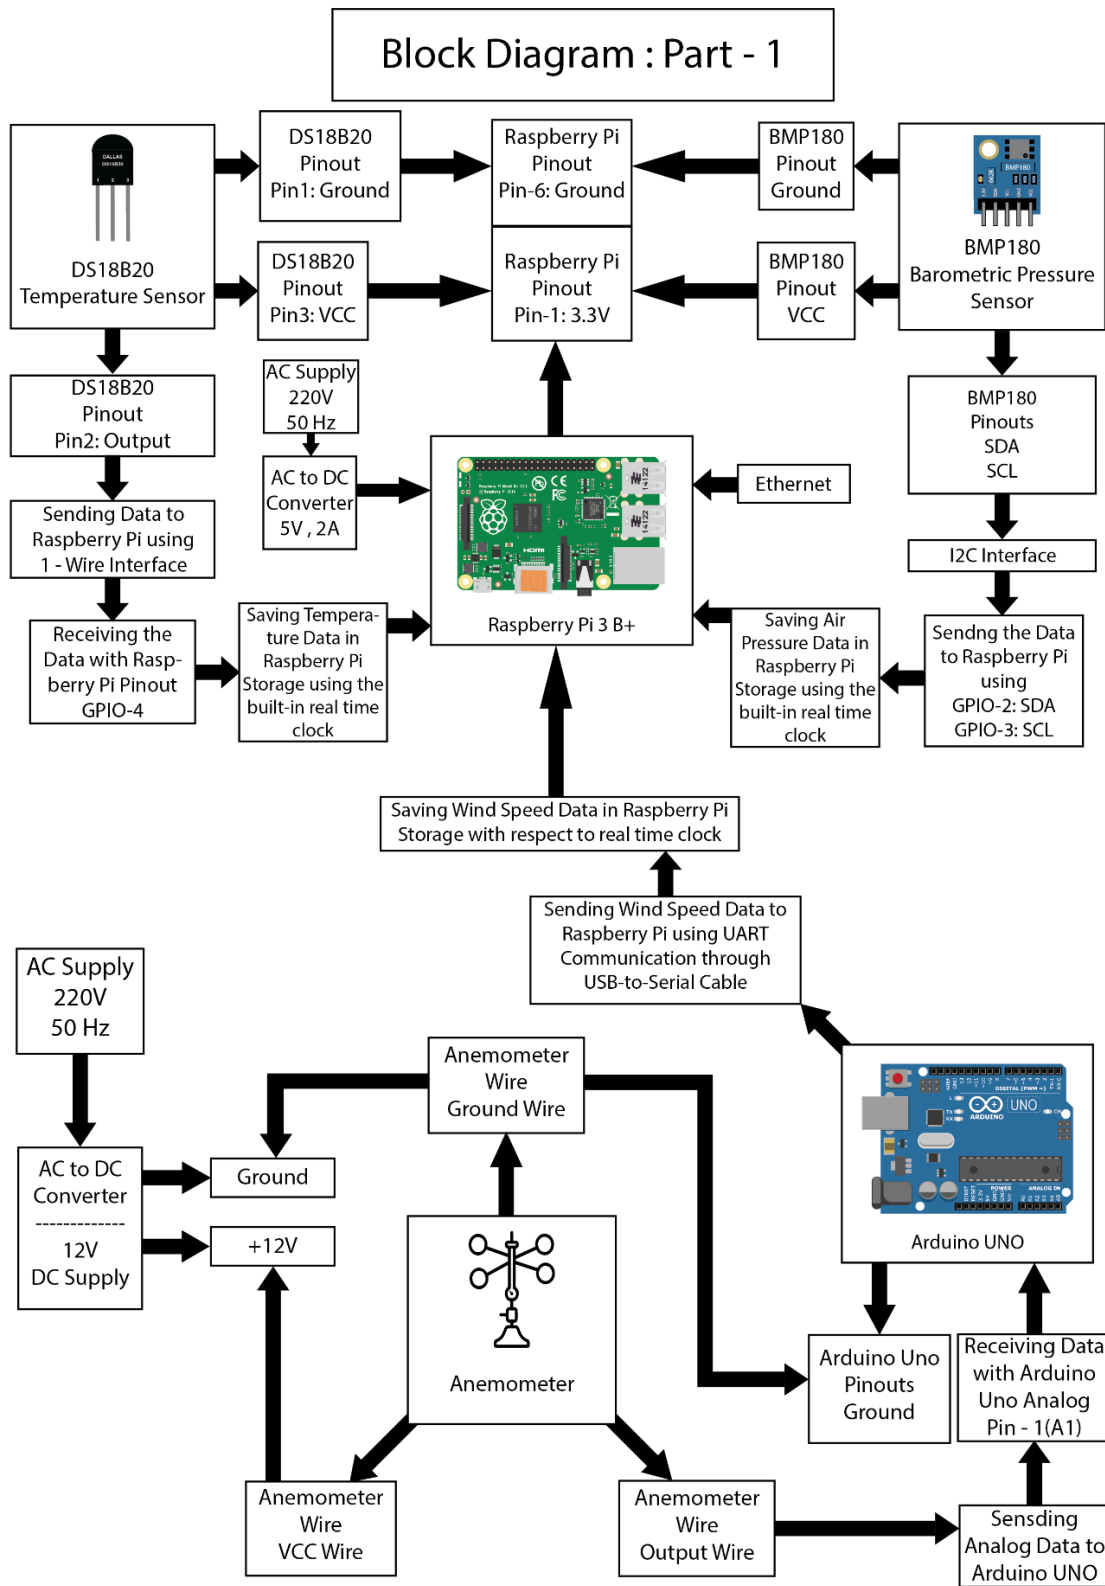 Block Diagram : Part - 1
DALLAS
DS18B20
1 2 3
DS18B20
Temperature Sensor
DS18B20
Pinout
Pin1: Ground
Raspberry Pi
Pinout
Pin-6: Ground
BMP180
Pinout
Ground
BMP180
BMP180
Barometric Pressure
Sensor
DS18B20
Pinout
Pin3: VCC
Raspberry Pi
Pinout
Pin-1: 3.3V
BMP180
Pinout
VCC
DS18B20
Pinout
Pin2: Output
AC Supply
220V
50 Hz
AC to DC
Converter
5V , 2A
Ethernet
BMP180
Pinouts
SDA
SCL
Sending Data to
Raspberry Pi using
1 - Wire Interface
HDMI
Raspberry Pi 3 B+
I2C Interface
Receiving the
Data with Rasp-
berry Pi Pinout
GPIO-4
Saving Tempera-
ture Data in
Raspberry Pi
Storage using the
built-in real time
clock
Saving Air
Pressure Data in
Raspberry Pi
Storage using the
built-in real time
clock
Sendng the Data
to Raspberry Pi
using
GPIO-2: SDA
GPIO-3: SCL
Saving Wind Speed Data in Raspberry Pi
Storage with respect to real time clock
Sending Wind Speed Data to
Raspberry Pi using UART
Communication through
USB-to-Serial Cable
AC Supply
220V
50 Hz
Anemometer
Wire
Ground Wire
UNO
ARDUINO
Arduino UNO
AC to DC
Converter
--------------
12V
DC Supply
Ground
+12V
Anemometer
Arduino Uno
Pinouts
Ground
Receiving Data
with Arduino
Uno Analog
Pin - 1(A1)
Anemometer
Wire
VCC Wire
Anemometer
Wire
Output Wire
Sensding
Analog Data to
Arduino UNO